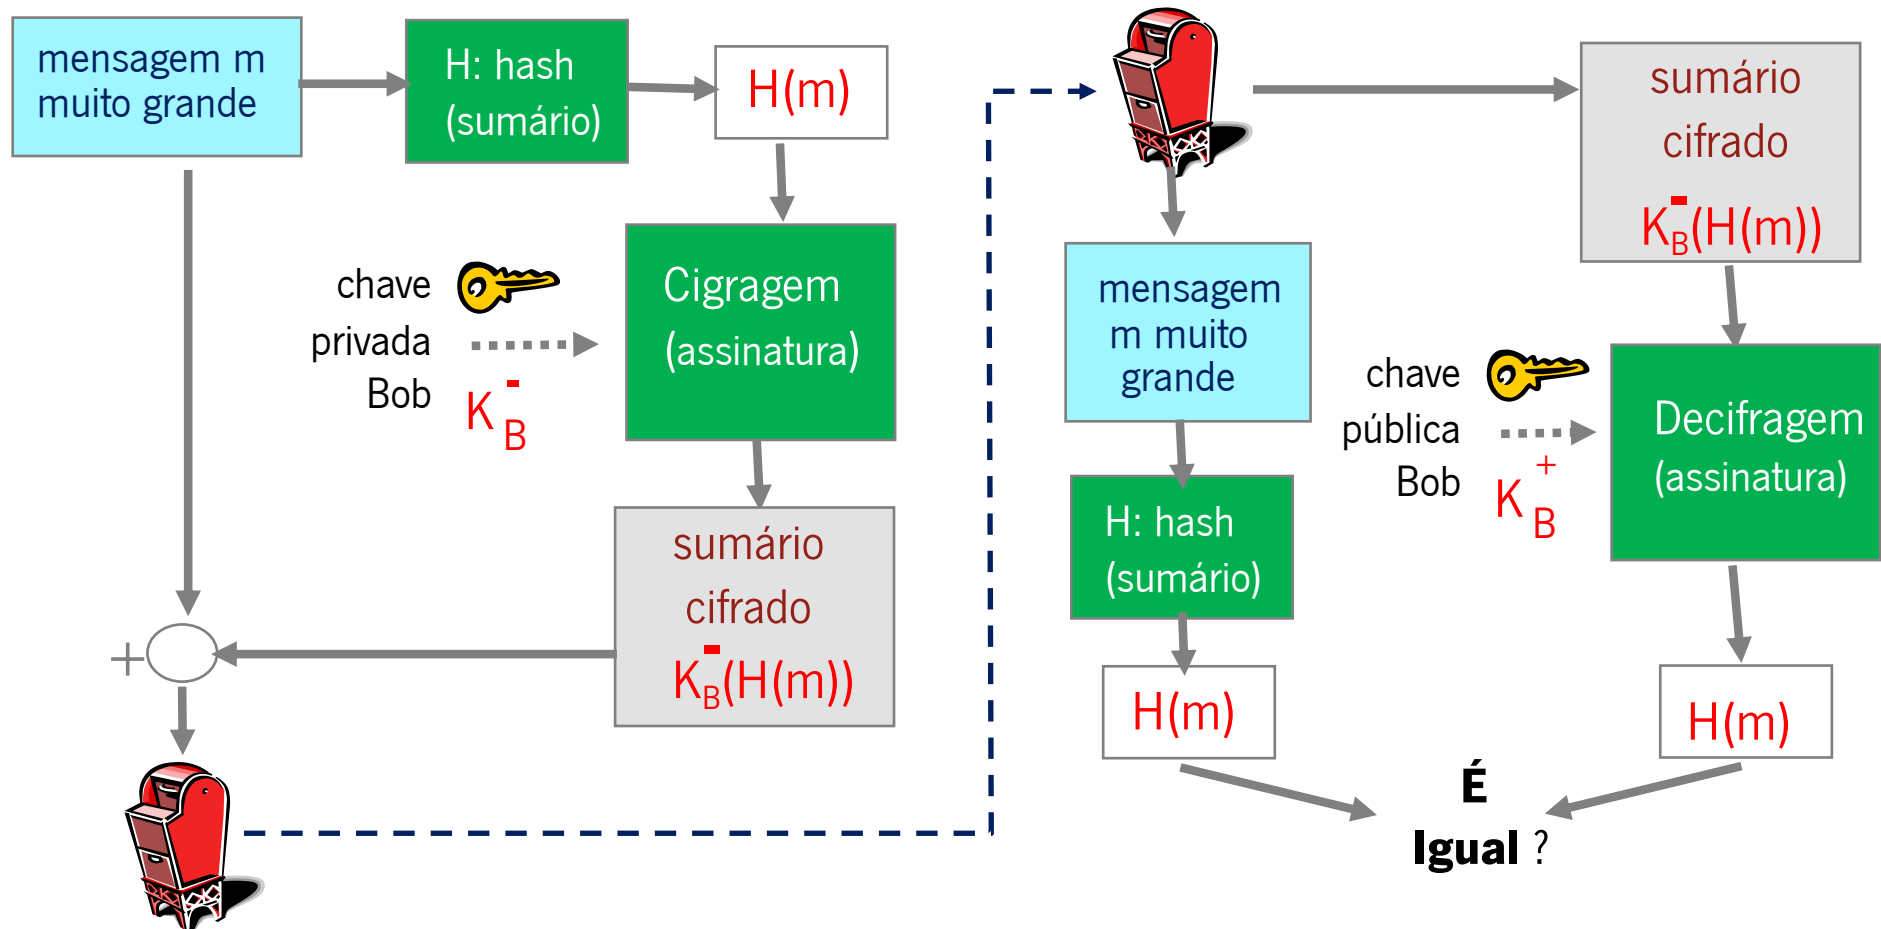 mensagem m
muito grande
H: hash
(sumário)
H(m)
chave
privada
Bob
K
-
B
Cigragem
(assinatura)
sumário
cifrado
-
K
B
(H(m))
+
sumário
cifrado
-
K
B
(H(m))
mensagem
m muito
grande
H: hash
(sumário)
H(m)
chave
pública
Bob
K
+
B
Decifragem
(assinatura)
H(m)
É
Igual ?